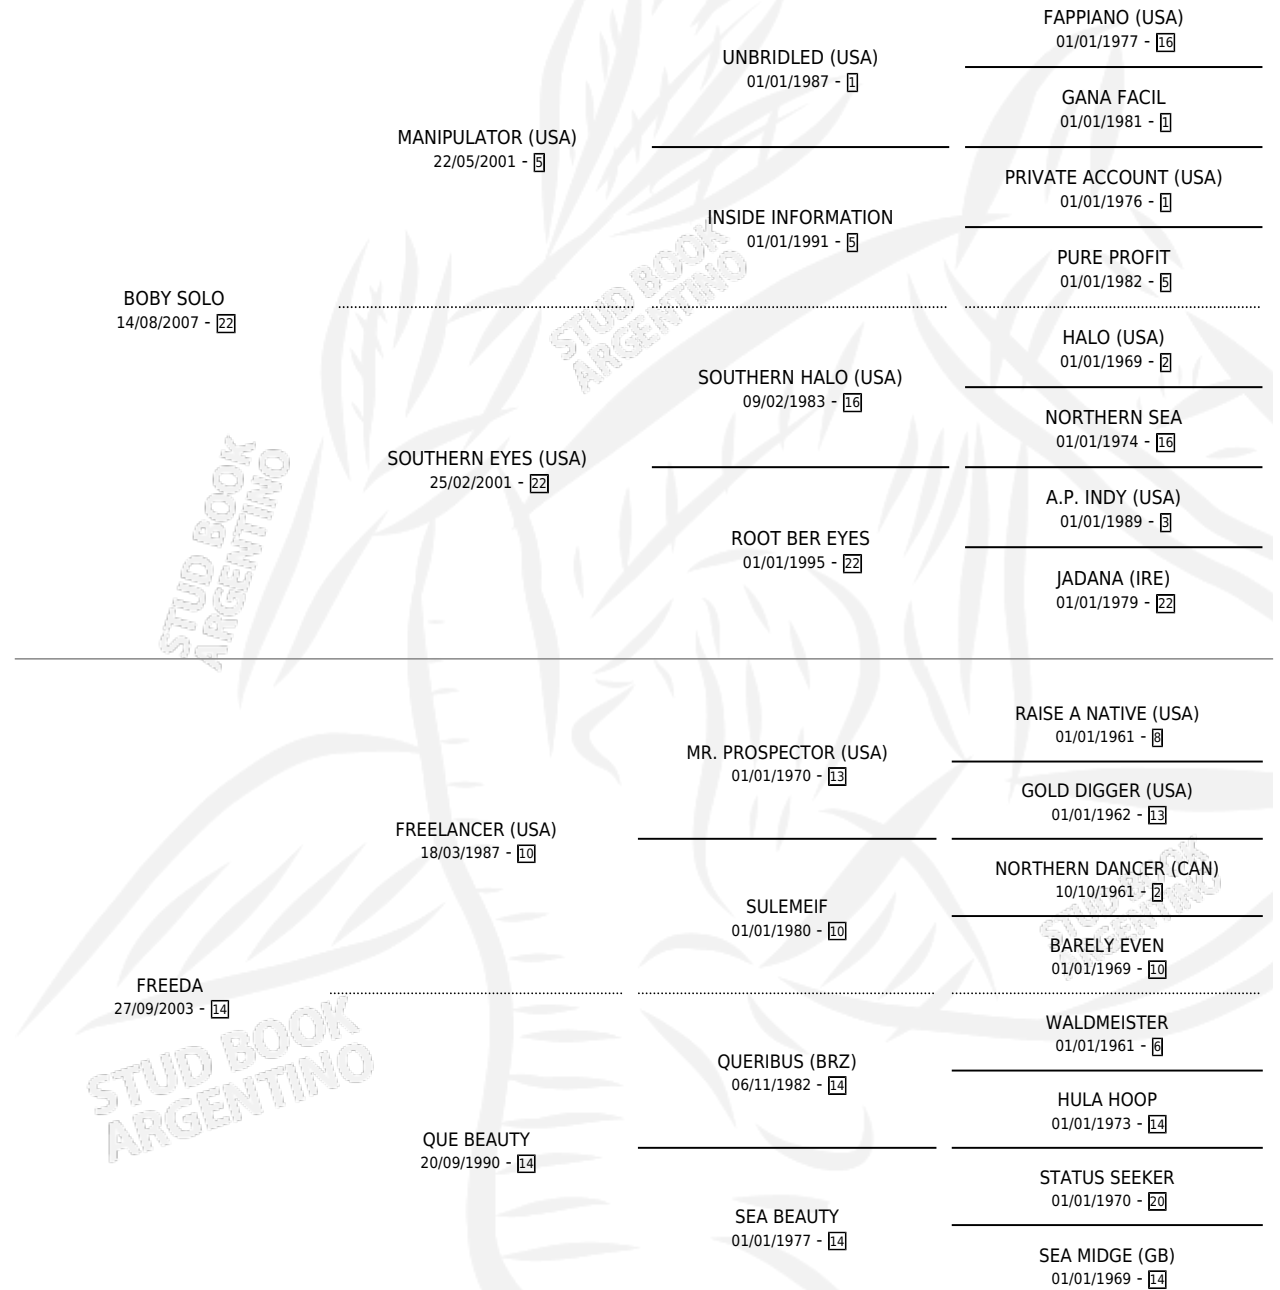 FAPPIANO (USA)
01/01/1977 - 16
UNBRIDLED (USA)
01/01/1987 - 1
GANA FACIL
01/01/1981 - 1
MANIPULATOR (USA)
22/05/2001 - 5
PRIVATE ACCOUNT (USA)
01/01/1976 - 1
INSIDE INFORMATION
01/01/1991 - 5
PURE PROFIT
01/01/1982 - 5
BOBY SOLO
14/08/2007 - 22
STUD BOOK
ARGENTINO
HALO (USA)
01/01/1969 - 2
SOUTHERN HALO (USA)
09/02/1983 - 16
NORTHERN SEA
01/01/1974 - 16
SOUTHERN EYES (USA)
25/02/2001 - 22
A.P. INDY (USA)
01/01/1989 - 3
ROOT BER EYES
01/01/1995 - 22
JADANA (IRE)
01/01/1979 - 22
STUD BOOK
ARGENTINO
RAISE A NATIVE (USA)
01/01/1961 - 8
MR. PROSPECTOR (USA)
01/01/1970 - 13
GOLD DIGGER (USA)
01/01/1962 - 13
FREELANCER (USA)
18/03/1987 - 10
NORTHERN DANCER (CAN)
10/10/1961 - 2
SULEMEIF
01/01/1980 - 10
STUD BOOK
ARGENTINO
BARELY EVEN
01/01/1969 - 10
FREEDA
27/09/2003 - 14
STUD BOOK
ARGENTINO
WALDMEISTER
01/01/1961 - 6
QUERIBUS (BRZ)
06/11/1982 - 14
HULA HOOP
01/01/1973 - 14
QUE BEAUTY
20/09/1990 - 14
STATUS SEEKER
01/01/1970 - 20
SEA BEAUTY
01/01/1977 - 14
SEA MIDGE (GB)
01/01/1969 - 14